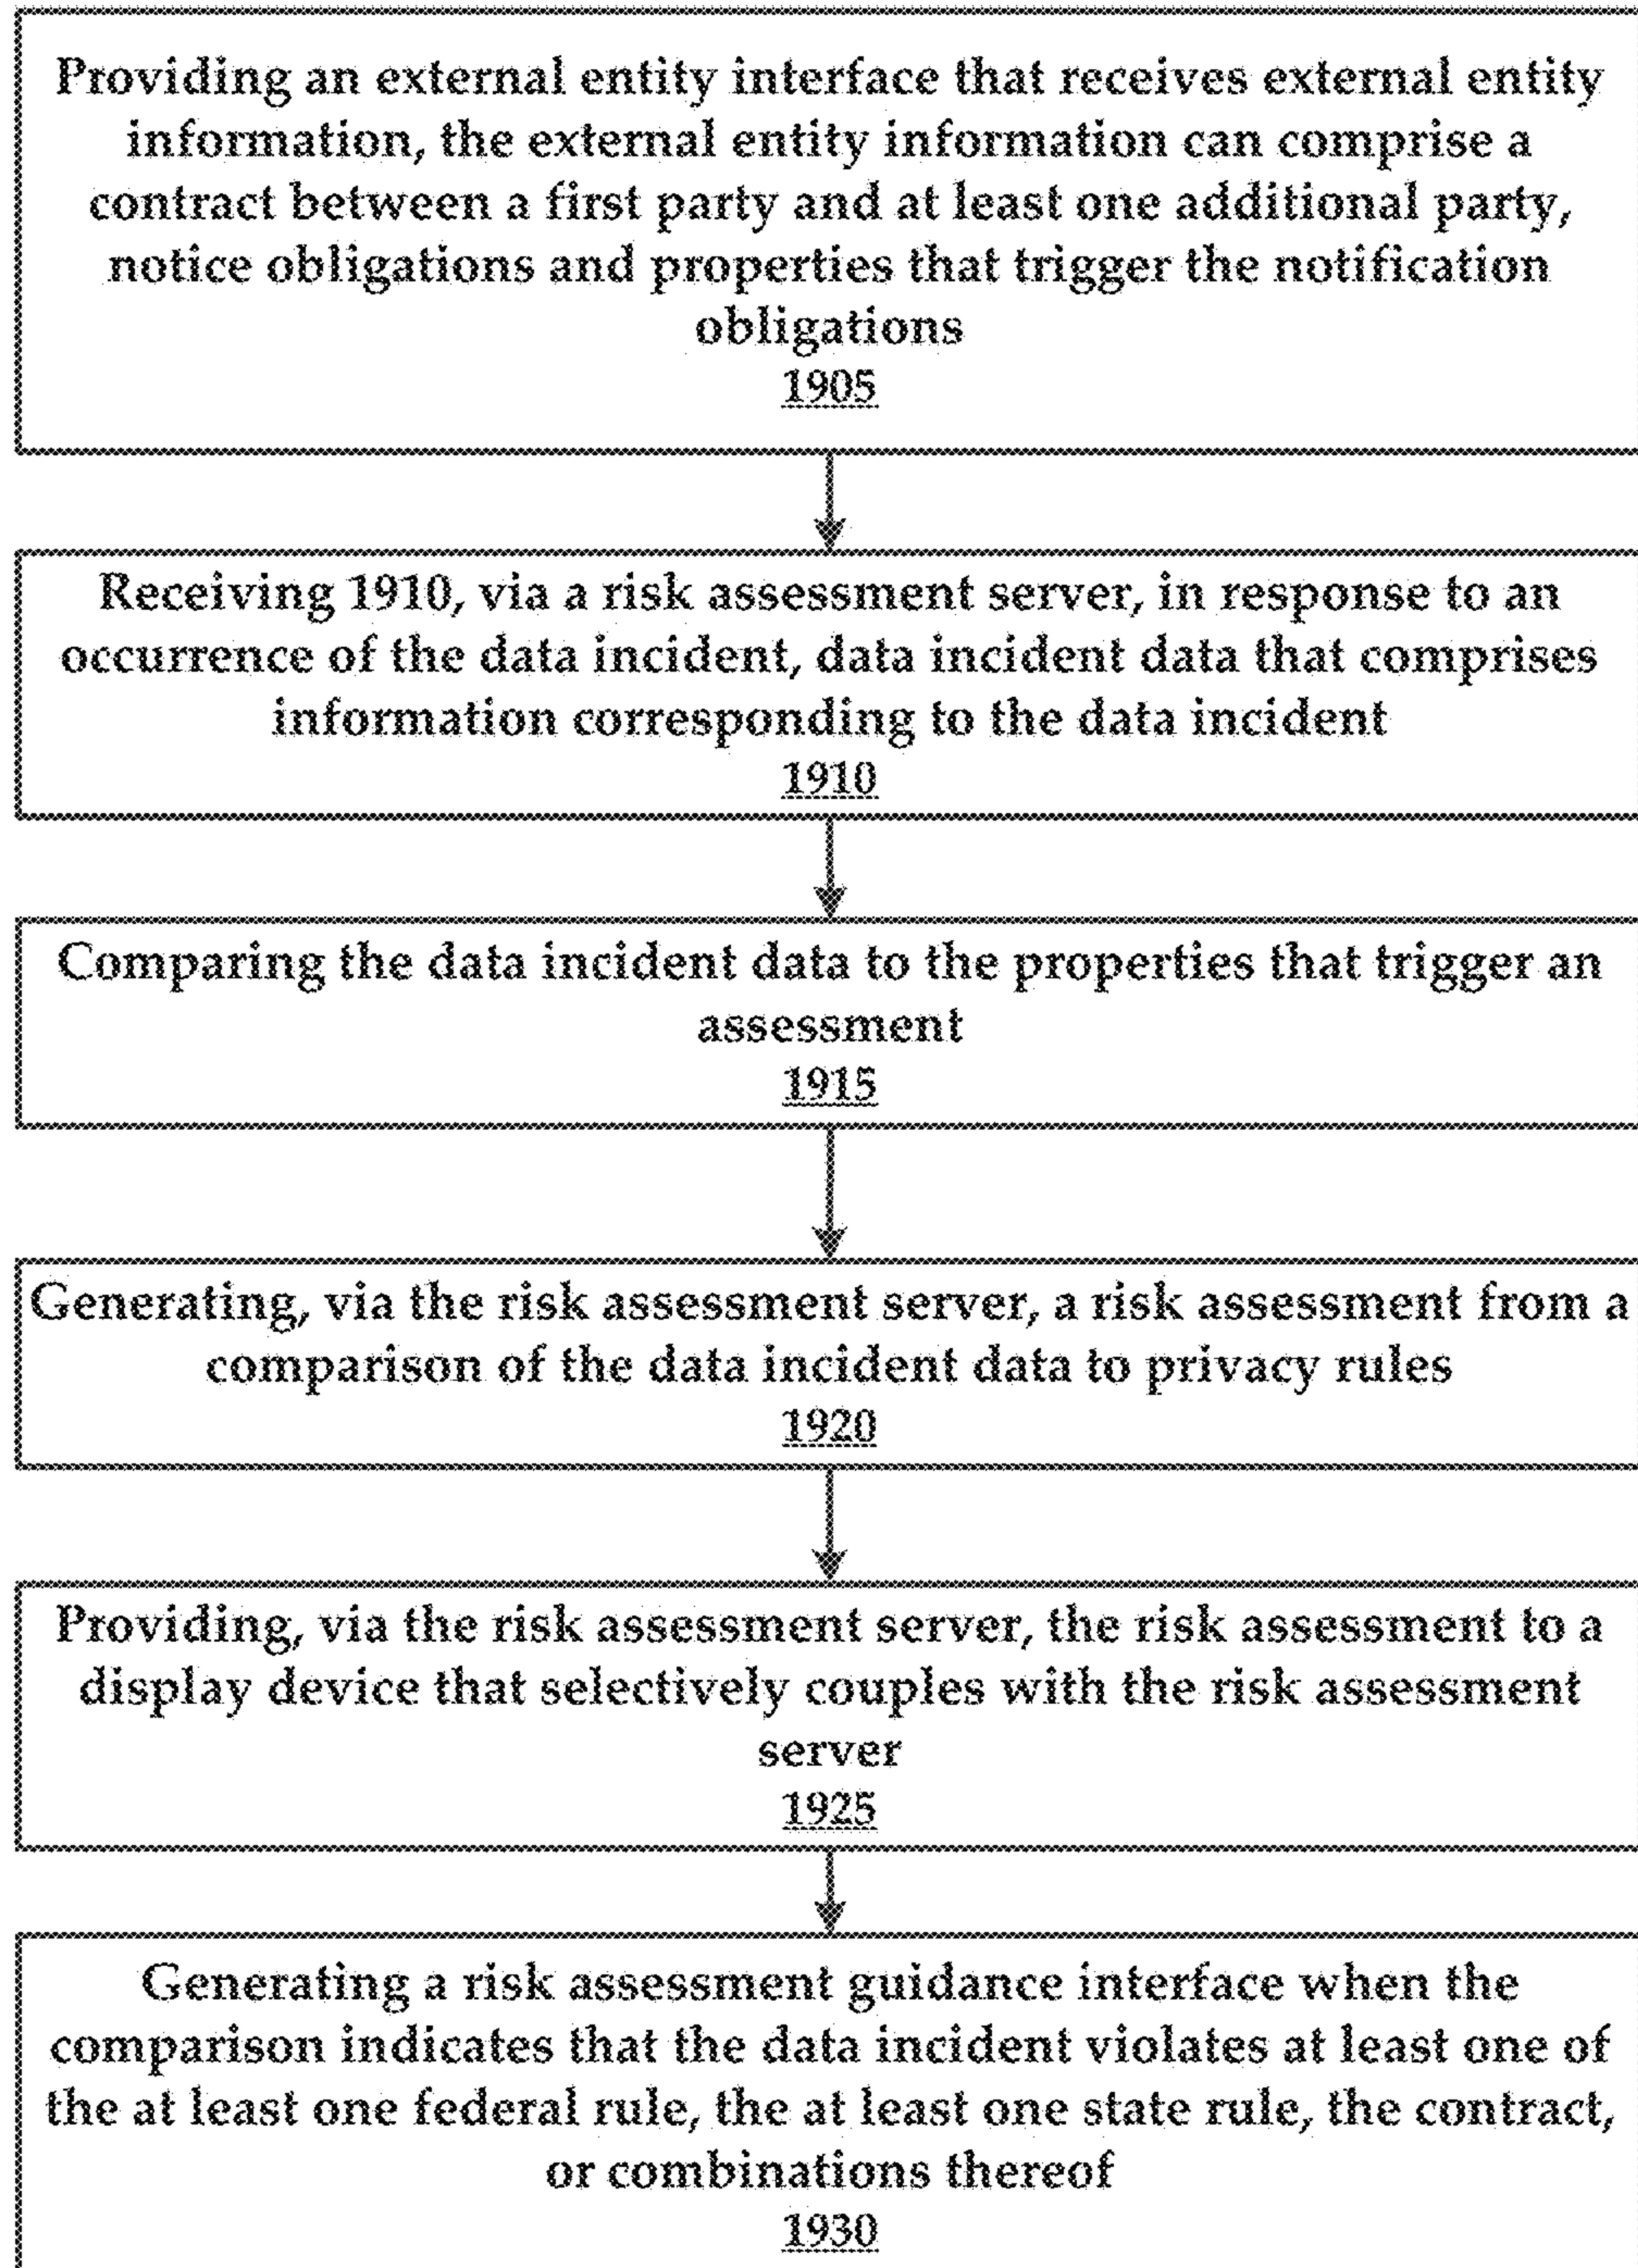 Providing an external entity interface that receives external entity
information, the external entity information can comprise a
contract between a first party and at least one additional party,
notice obligations and properties that trigger the notification
obligations
1905
Receiving 1910, via a risk assessment server, in response to an
occurrence of the data incident, data incident data that comprises
information corresponding to the data incident
1910
Comparing the data incident data to the properties that trigger an
assessment
1915
Generating, via the risk assessment server, a risk assessment from a
comparison of the data incident data to privacy rules
1920
Providing, via the risk assessment server, the risk assessment to a
display device that selectively couples with the risk assessment
server
1925
Generating a risk assessment guidance interface when the
comparison indicates that the data incident violates at least one of
the at least one federal rule, the at least one state rule, the contract,
or combinations thereof
1930